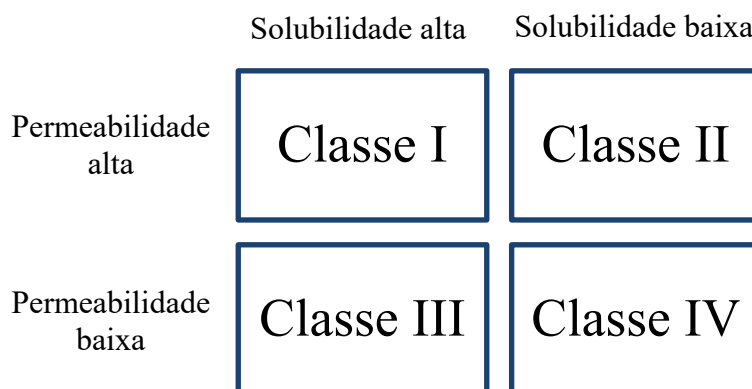 Solubilidade alta Solubilidade baixa
Permeabilidade
alta
Classe I Classe II
Permeabilidade
baixa
Classe III Classe IV